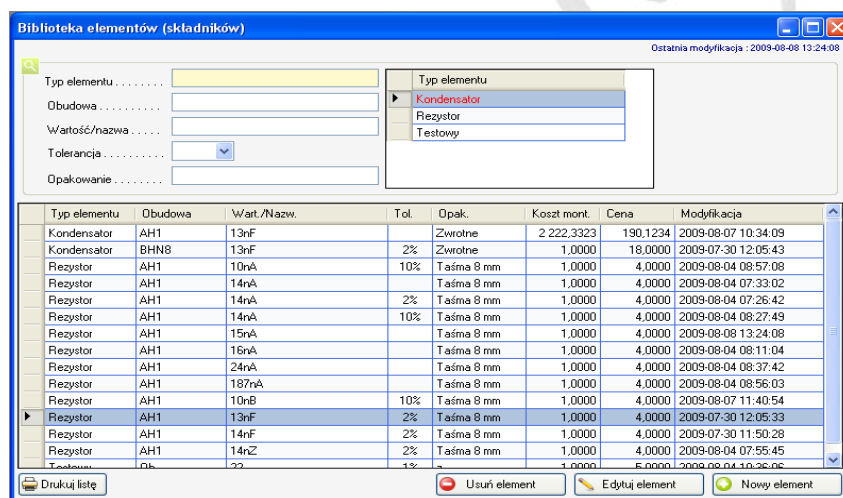 Biblioteka elementów (składników)
Ostatnia modyfikacja : 2009-08-08 13:24:08
Typ elementu . . . . . . . .
Obudowa . . . . . . . . . .
Wartość/nazwa . . . . .
Tolerancja . . . . . . . . . .
Opakowanie . . . . . . . .
Typ elementu
Kondensator
Rezystor
Testowy
Typ elementu Obudowa Wart./Nazw. Tol. Opak. Koszt mont. Cena Modyfikacja
Kondensator AH1 13nF Zwrotne 2 222,3323 190,1234 2009-08-07 10:34:09
Kondensator BHN8 13nF 2% Zwrotne 1,0000 18,0000 2009-07-30 12:05:43
Rezystor AH1 10nA 10% Taśma 8 mm 1,0000 4,0000 2009-08-04 08:57:08
Rezystor AH1 14nA Taśma 8 mm 1,0000 4,0000 2009-08-04 07:33:02
Rezystor AH1 14nA 2% Taśma 8 mm 1,0000 4,0000 2009-08-04 07:26:42
Rezystor AH1 14nA 10% Taśma 8 mm 1,0000 4,0000 2009-08-04 08:27:49
Rezystor AH1 15nA Taśma 8 mm 1,0000 4,0000 2009-08-08 13:24:08
Rezystor AH1 16nA Taśma 8 mm 1,0000 4,0000 2009-08-04 08:11:04
Rezystor AH1 24nA Taśma 8 mm 1,0000 4,0000 2009-08-04 08:37:42
Rezystor AH1 187nA Taśma 8 mm 1,0000 4,0000 2009-08-04 08:56:03
Rezystor AH1 10nB 10% Taśma 8 mm 1,0000 4,0000 2009-08-07 11:40:54
Rezystor AH1 13nF 2% Taśma 8 mm 1,0000 4,0000 2009-07-30 12:05:33
Rezystor AH1 14nF 2% Taśma 8 mm 1,0000 4,0000 2009-07-30 11:50:28
Rezystor AH1 14nZ 2% Taśma 8 mm 1,0000 4,0000 2009-08-04 07:55:45
Testowy 1% 1,0000 5,0000
Drukuj listę Usuń element Edytuj element Nowy element